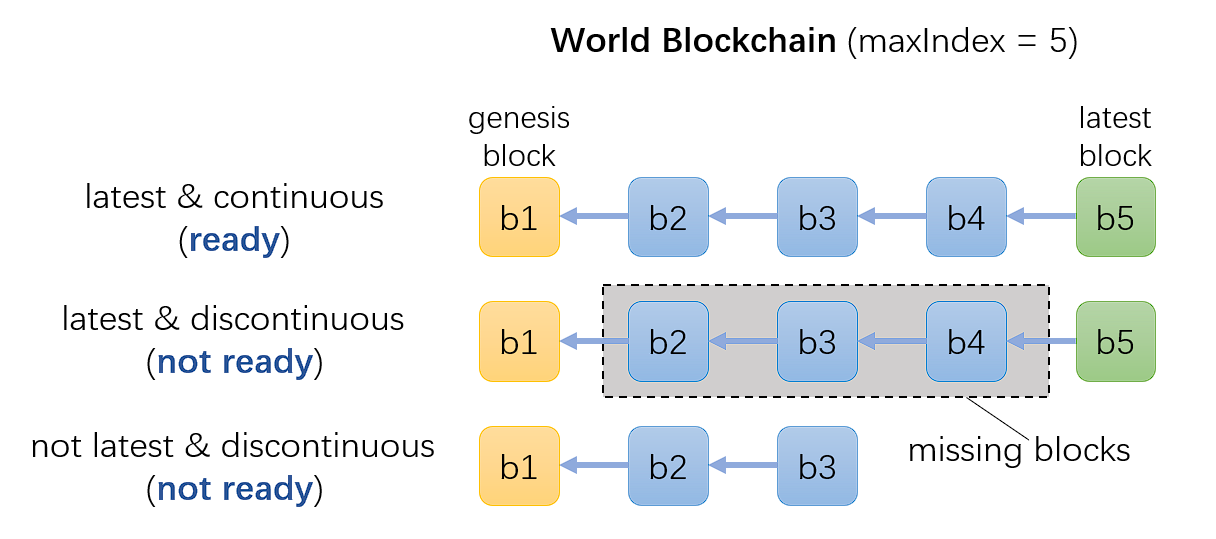 World Blockchain (maxIndex = 5)
genesis
block
latest
block
latest & continuous
(ready)
b1
b2
b3
b4
b5
latest & discontinuous
(not ready)
b1
b2
b3
b4
b5
missing blocks
not latest & discontinuous
(not ready)
b1
b2
b3